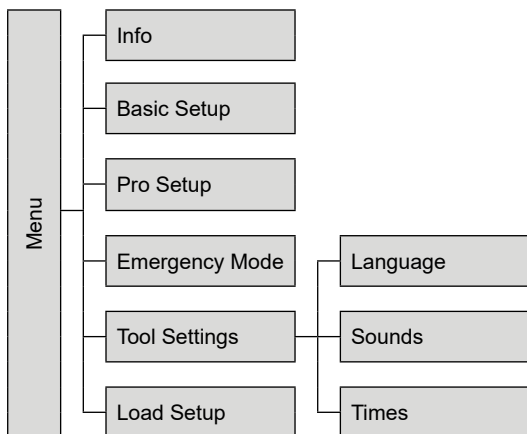 Menu
Info
Basic Setup
Pro Setup
Emergency Mode
Tool Settings
Load Setup
Language
Sounds
Times